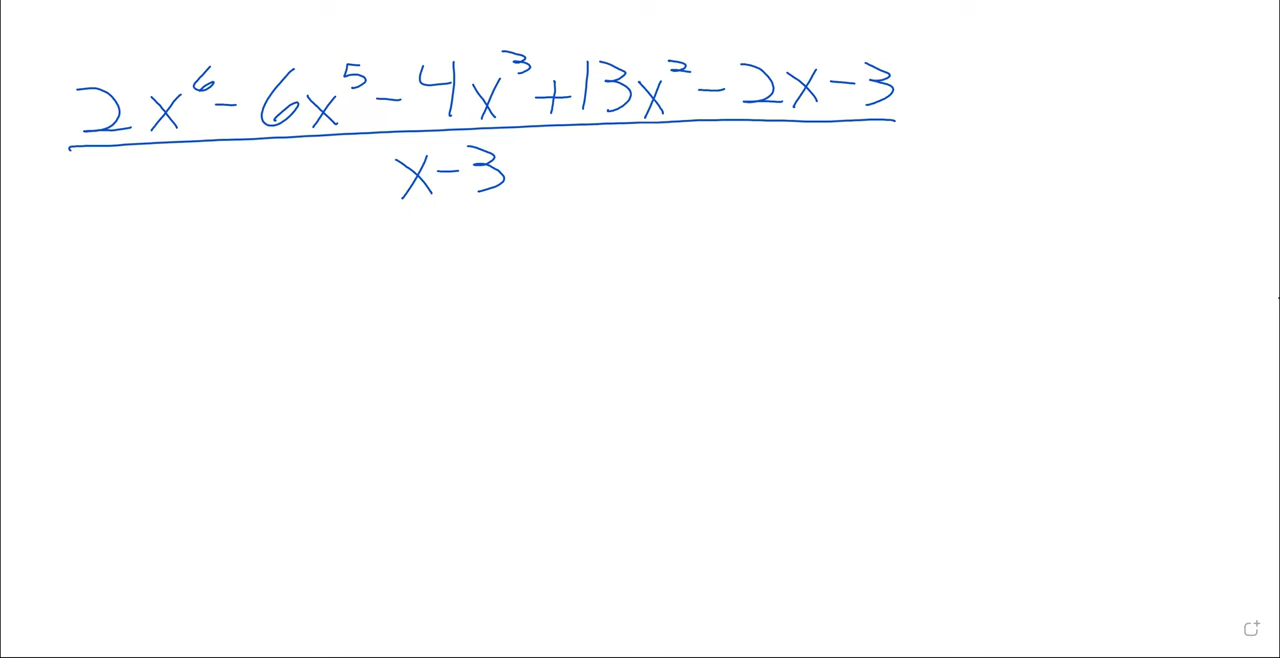 2x⁶ - 6x⁵ - 4x³ + 13x² - 2x - 3
x - 3